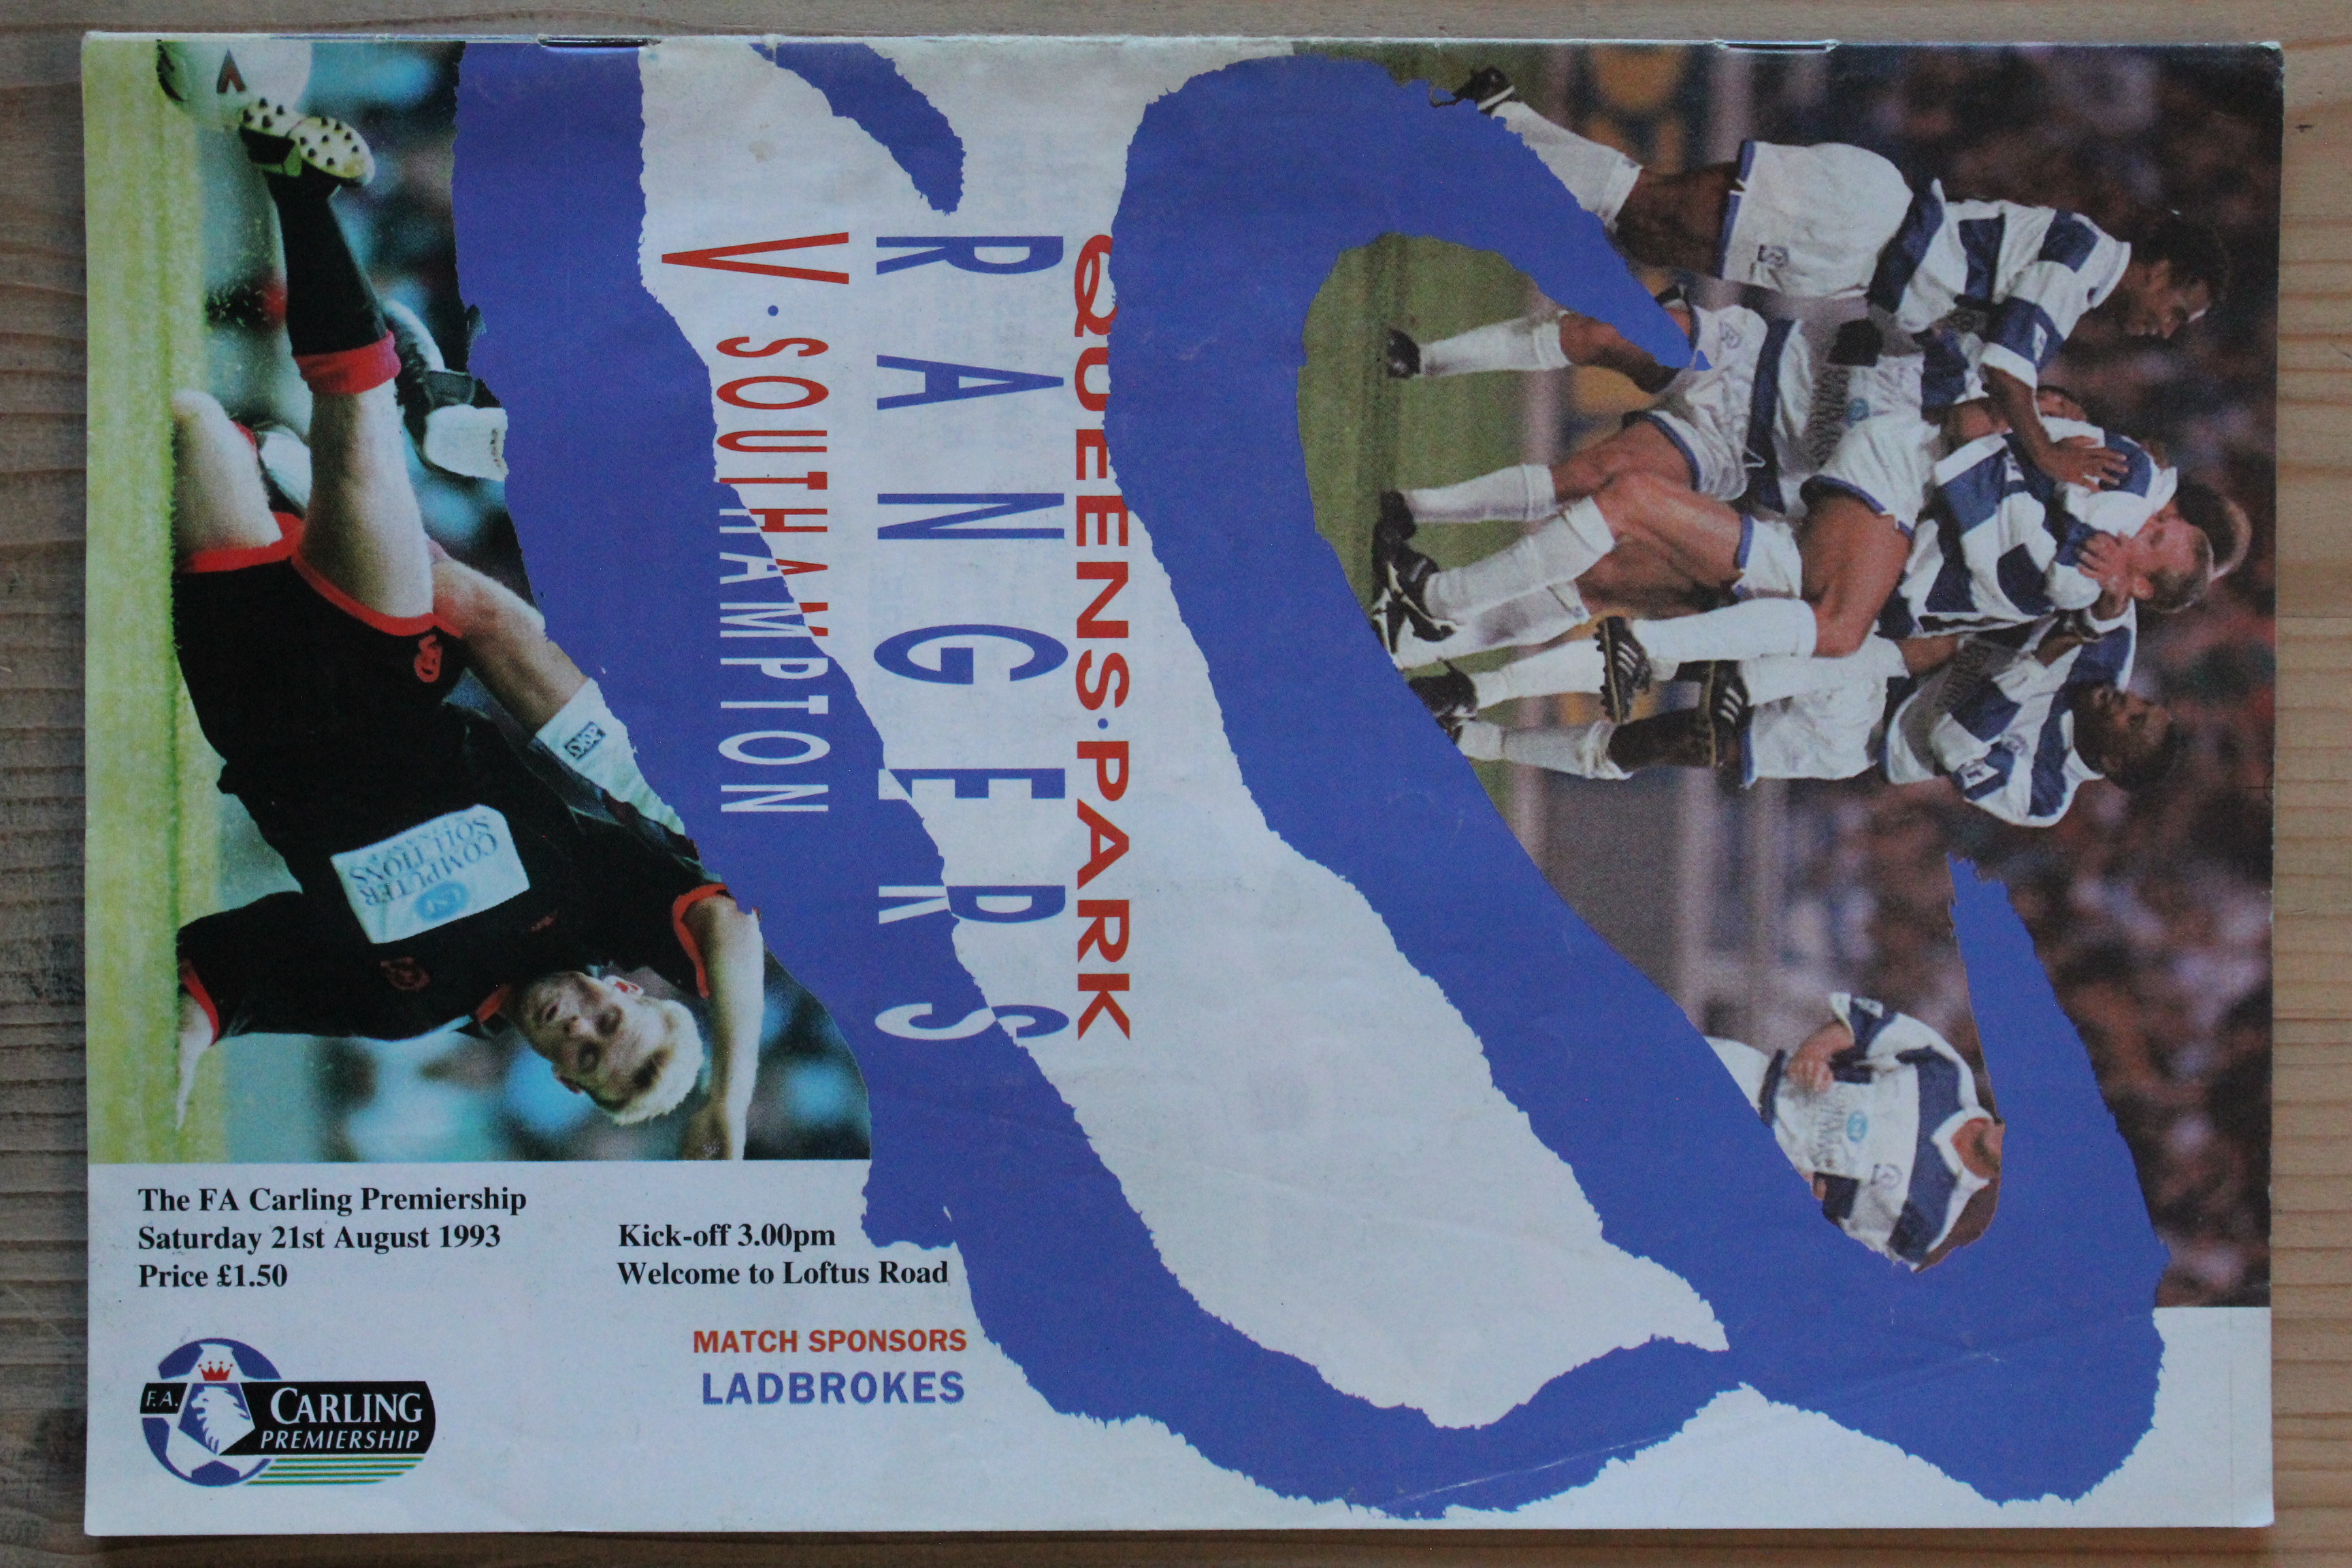 QUEENS·PARK
RANGERS
V·SOUTHAMPTON
COMPUTER
SOLUTIONS
CSF
The FA Carling Premiership
Saturday 21st August 1993
Price £1.50
Kick-off 3.00pm
Welcome to Loftus Road
MATCH SPONSORS
LADBROKES
F.A.
CARLING
PREMIERSHIP